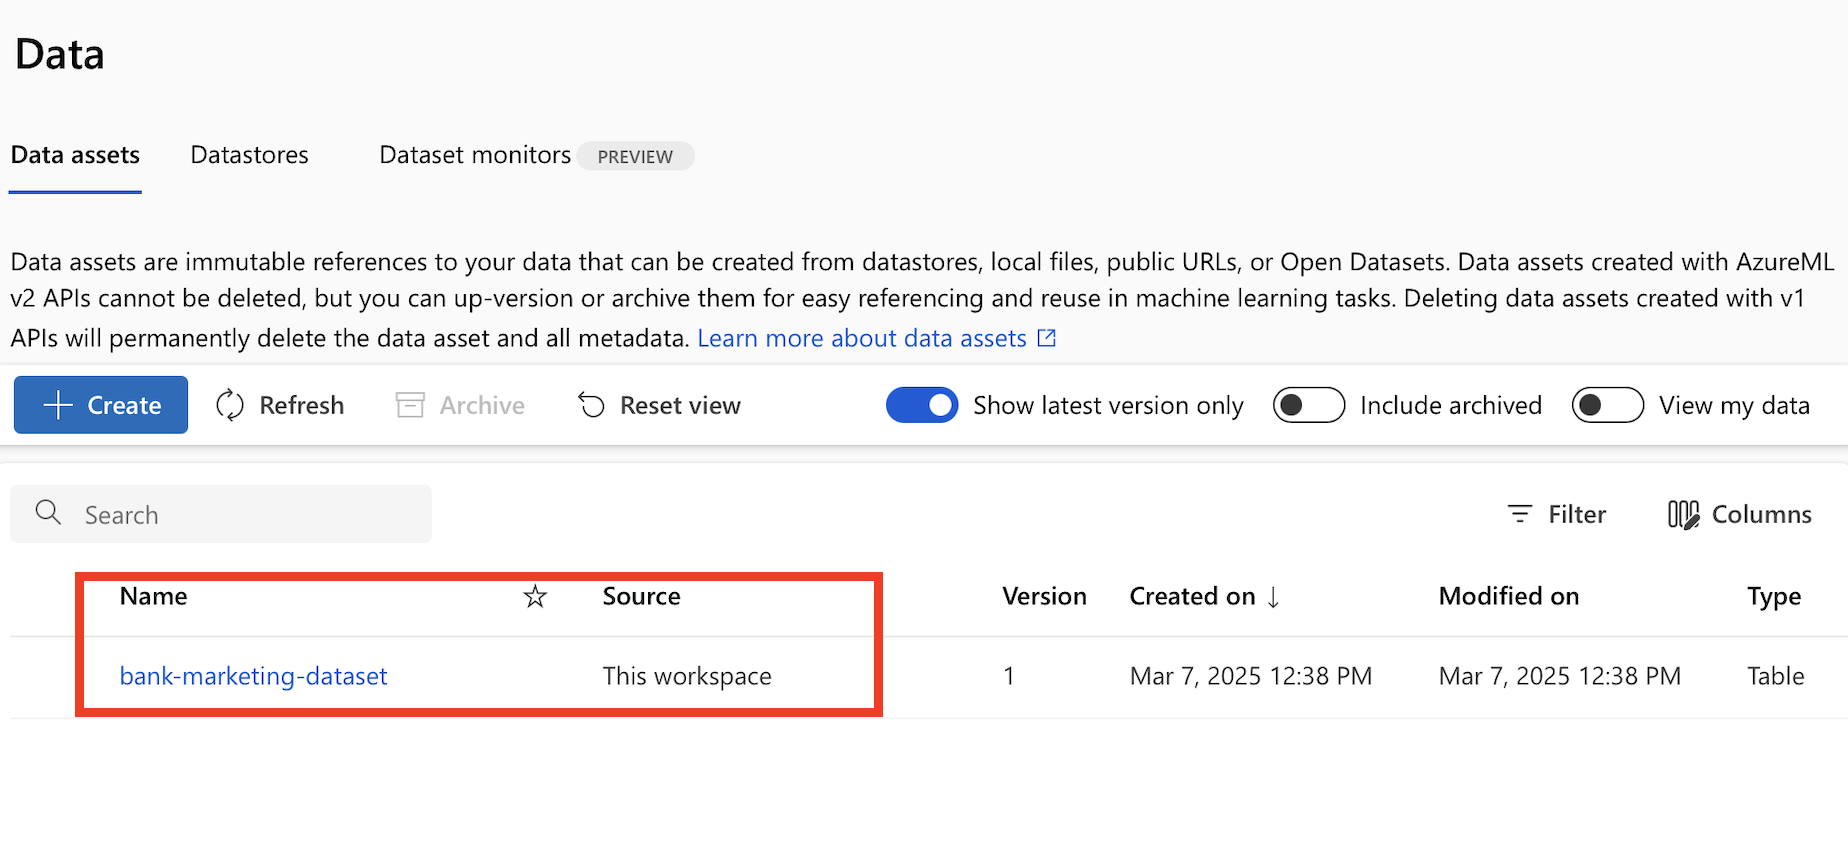 Data
Data assets Datastores Dataset monitors PREVIEW
Data assets are immutable references to your data that can be created from datastores, local files, public URLs, or Open Datasets. Data assets created with AzureML
v2 APIs cannot be deleted, but you can up-version or archive them for easy referencing and reuse in machine learning tasks. Deleting data assets created with v1
APIs will permanently delete the data asset and all metadata. Learn more about data assets
Create Refresh Archive Reset view Show latest version only Include archived View my data
Search Filter Columns
Name Source Version Created on Modified on Type
bank-marketing-dataset This workspace 1 Mar 7, 2025 12:38 PM Mar 7, 2025 12:38 PM Table